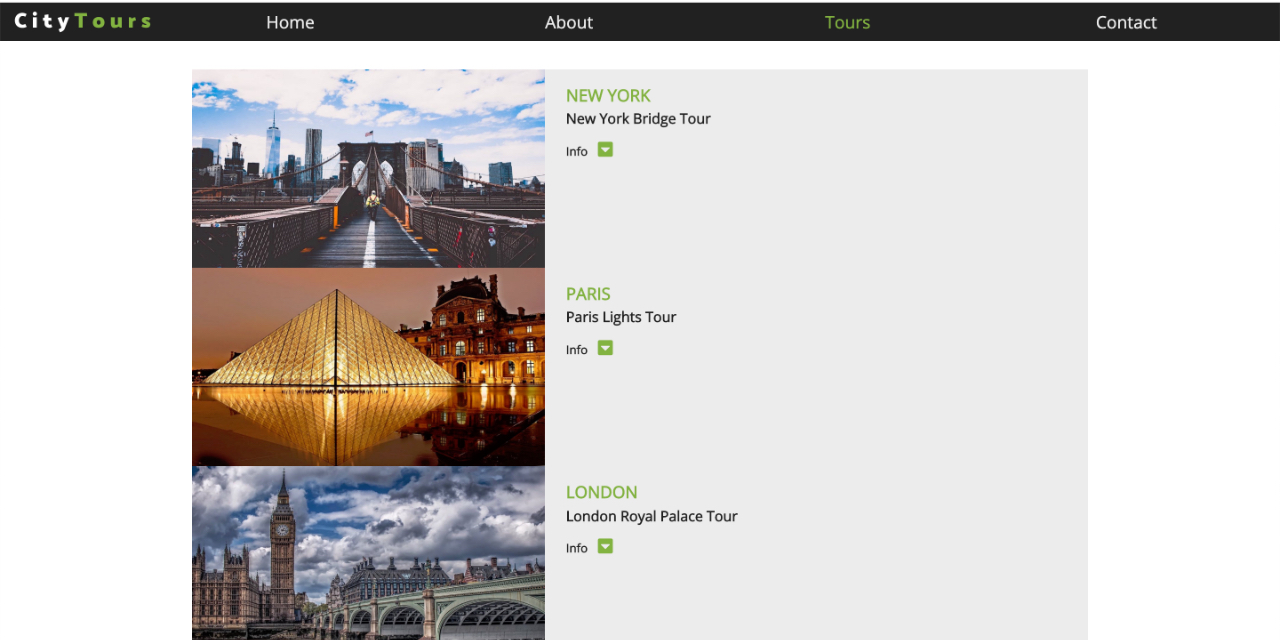 CityTours Home About Tours Contact
NEW YORK
New York Bridge Tour
Info
PARIS
Paris Lights Tour
Info
LONDON
London Royal Palace Tour
Info